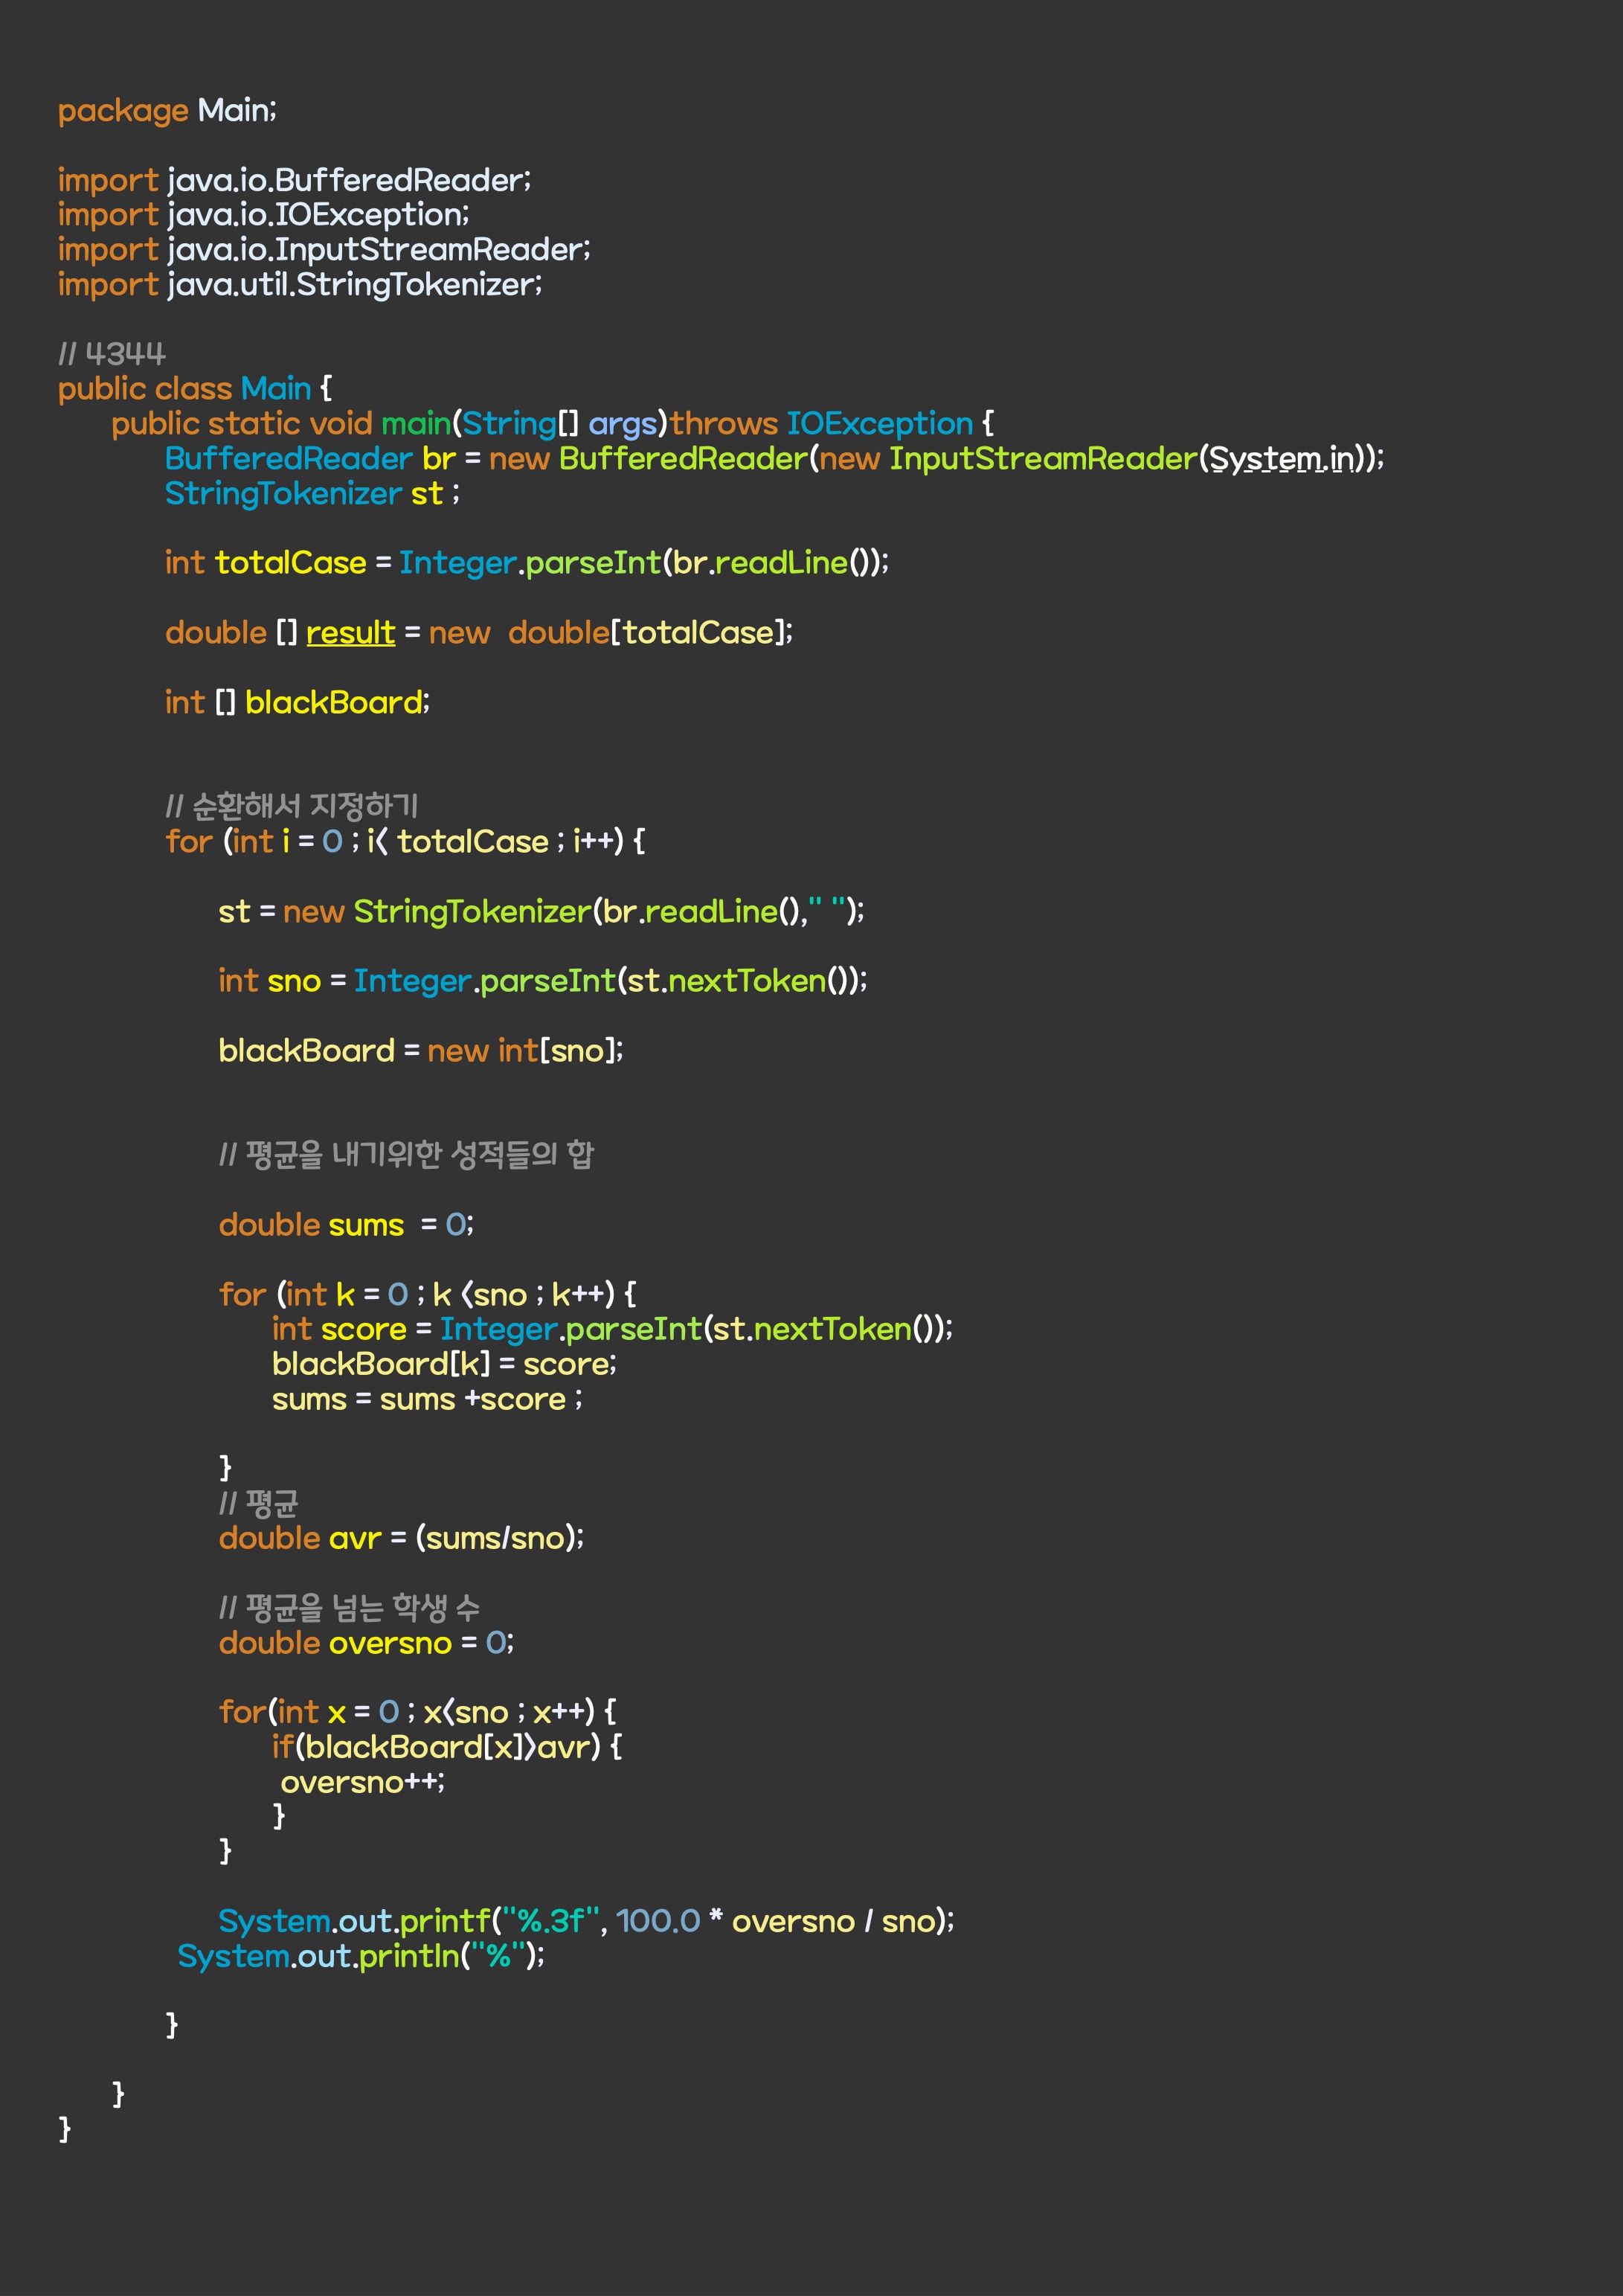 package Main;
import java.io.BufferedReader;
import java.io.IOException;
import java.io.InputStreamReader;
import java.util.StringTokenizer;
// 4344
public class Main {
public static void main(String[] args)throws IOException {
BufferedReader br = new BufferedReader(new InputStreamReader(System.in));
StringTokenizer st ;
int totalCase = Integer.parseInt(br.readLine());
double [] result = new  double[totalCase];
int [] blackBoard;
// 순환해서 지정하기
for (int i = 0 ; i< totalCase ; i++) {
st = new StringTokenizer(br.readLine()," ");
int sno = Integer.parseInt(st.nextToken());
blackBoard = new int[sno];
// 평균을 내기위한 성적들의 합
double sums  = 0;
for (int k = 0 ; k <sno ; k++) {
int score = Integer.parseInt(st.nextToken());
blackBoard[k] = score;
sums = sums +score ;
}
// 평균
double avr = (sums/sno);
// 평균을 넘는 학생 수
double oversno = 0;
for(int x = 0 ; x<sno ; x++) {
if(blackBoard[x]>avr) {
oversno++;
}
}
System.out.printf("%.3f", 100.0 * oversno / sno);
System.out.println("%");
}
}
}